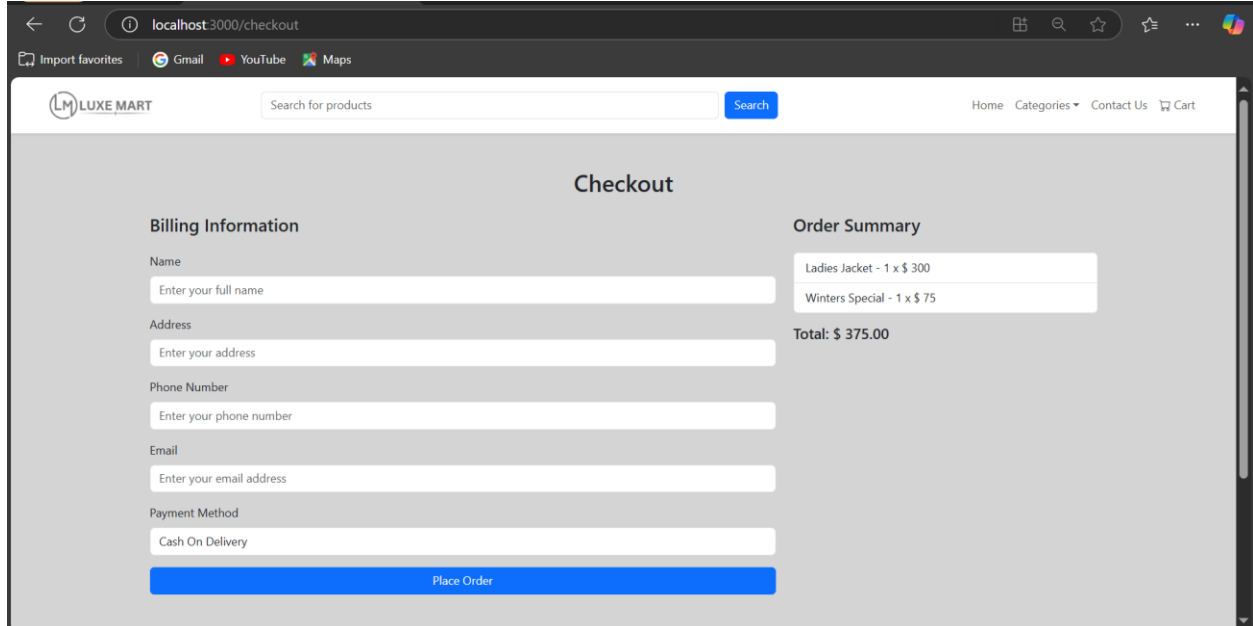 localhost:3000/checkout
Import favorites Gmail YouTube Maps
LM LUXE MART Search for products Search Home Categories Contact Us Cart
Checkout
Billing Information
Name
Enter your full name
Address
Enter your address
Phone Number
Enter your phone number
Email
Enter your email address
Payment Method
Cash On Delivery
Place Order
Order Summary
Ladies Jacket - 1 x $ 300
Winters Special - 1 x $ 75
Total: $ 375.00